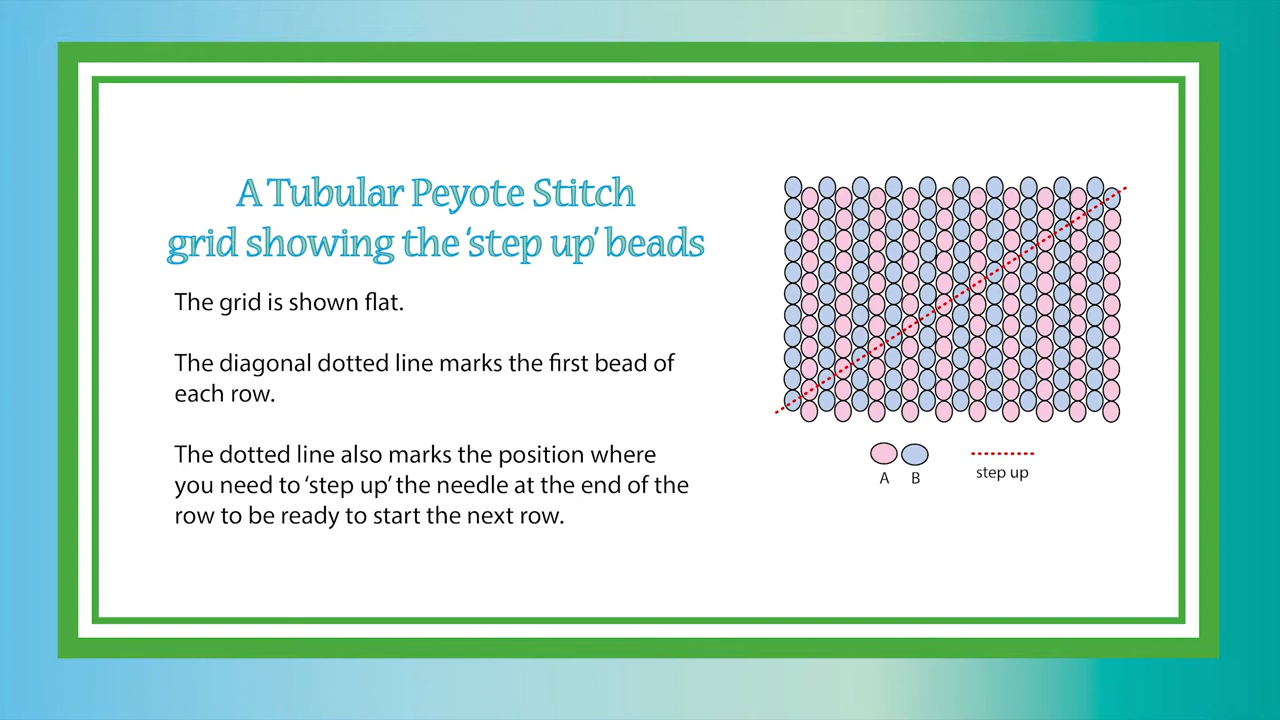 A Tubular Peyote Stitch
grid showing the ‘step up’ beads
The grid is shown flat.
The diagonal dotted line marks the first bead of
each row.
The dotted line also marks the position where
you need to ‘step up’ the needle at the end of the
row to be ready to start the next row.
A B
step up